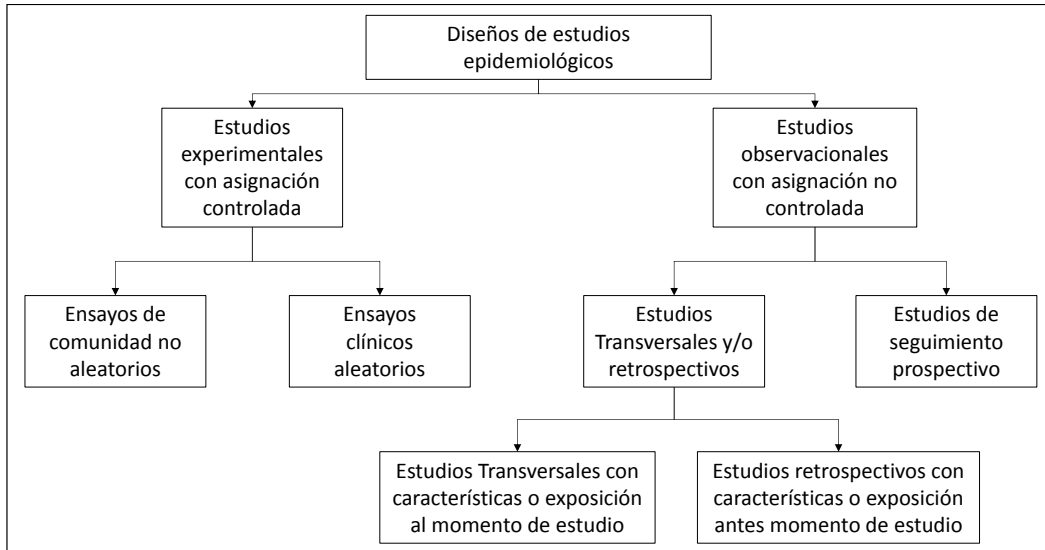 Diseños de estudios
epidemiológicos
Estudios
experimentales
con asignación
controlada
Estudios
observacionales
con asignación no
controlada
Ensayos de
comunidad no
aleatorios
Ensayos
clínicos
aleatorios
Estudios
Transversales y/o
retrospectivos
Estudios de
seguimiento
prospectivo
Estudios Transversales con
características o exposición
al momento de estudio
Estudios retrospectivos con
características o exposición
antes momento de estudio